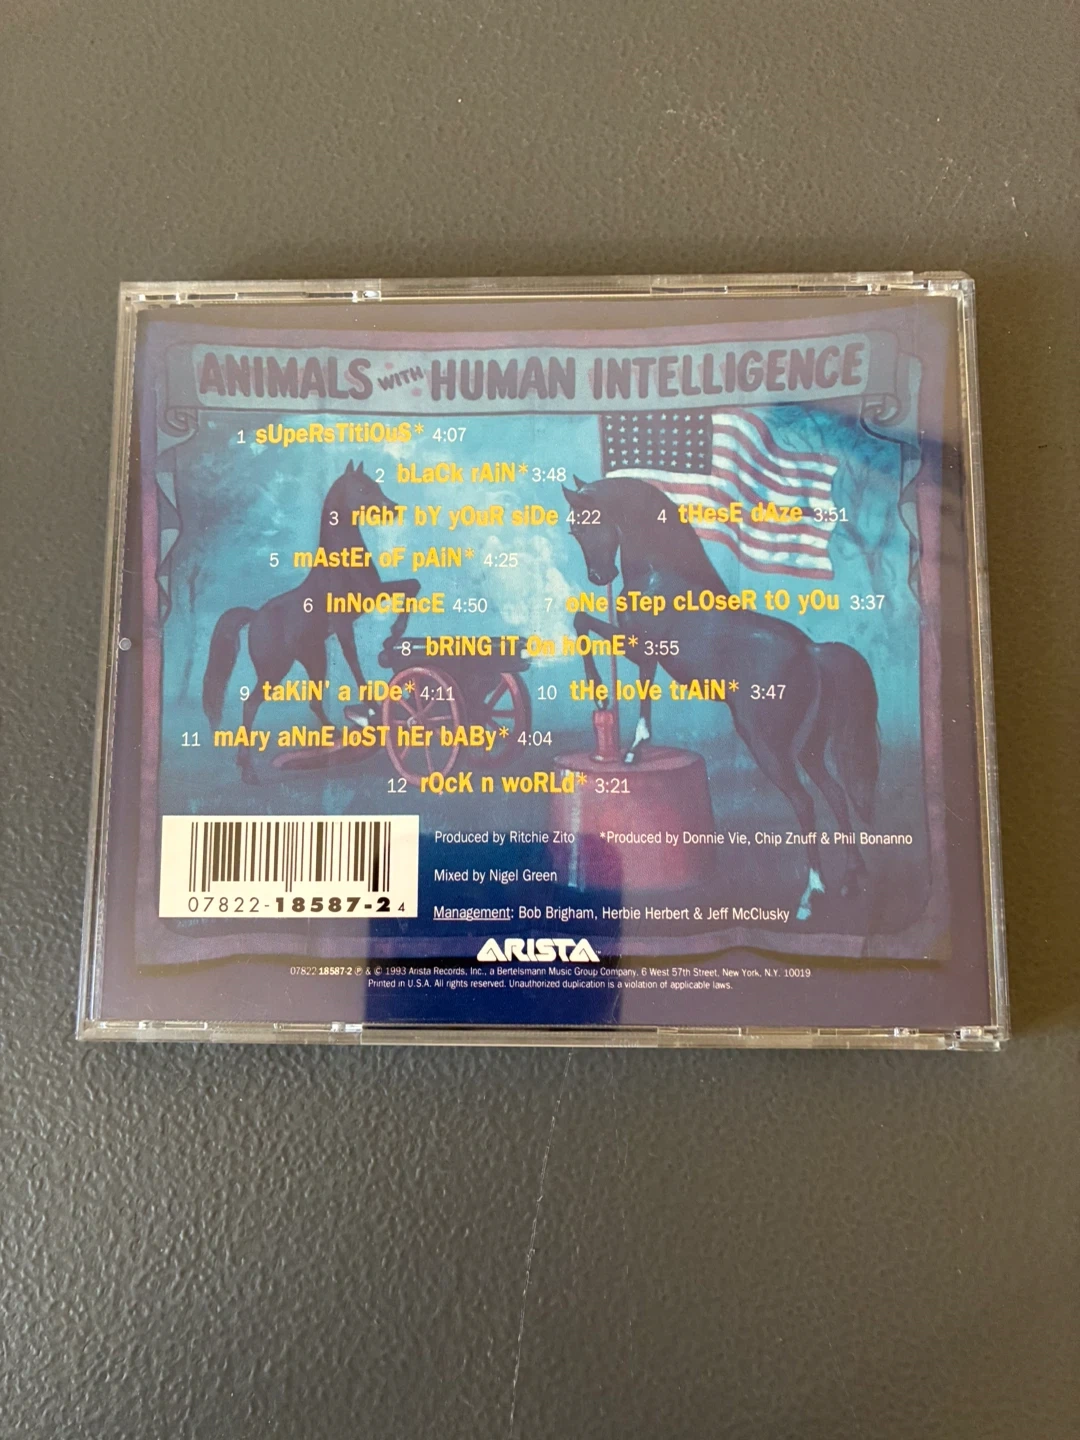 ANIMALS WITH HUMAN INTELLIGENCE
1 sUpeRsTitiOuS* 4:07
2 bLaCk rAiN* 3:48
3 riGhT bY yOuR siDe 4:22 4 tHesE dAze 3:51
5 mAstEr oF pAiN* 4:25
6 InNoCEncE 4:50 7 oNe sTep cLOseR tO yOu 3:37
8 bRiNG iT On hOmE* 3:55
9 taKiN' a riDe* 4:11 10 tHe loVe trAiN* 3:47
11 mAry aNnE loST hEr bABy* 4:04
12 rOcK n woRLd* 3:21
Produced by Ritchie Zito *Produced by Donnie Vie, Chip Znuff & Phil Bonanno
Mixed by Nigel Green
07822-18587-2 4
Management: Bob Brigham, Herbie Herbert & Jeff McClusky
ARISTA
07822 18587-2 ℗ & © 1993 Arista Records, Inc., a Bertelsmann Music Group Company. 6 West 57th Street, New York, N.Y. 10019
Printed in U.S.A. All rights reserved. Unauthorized duplication is a violation of applicable laws.